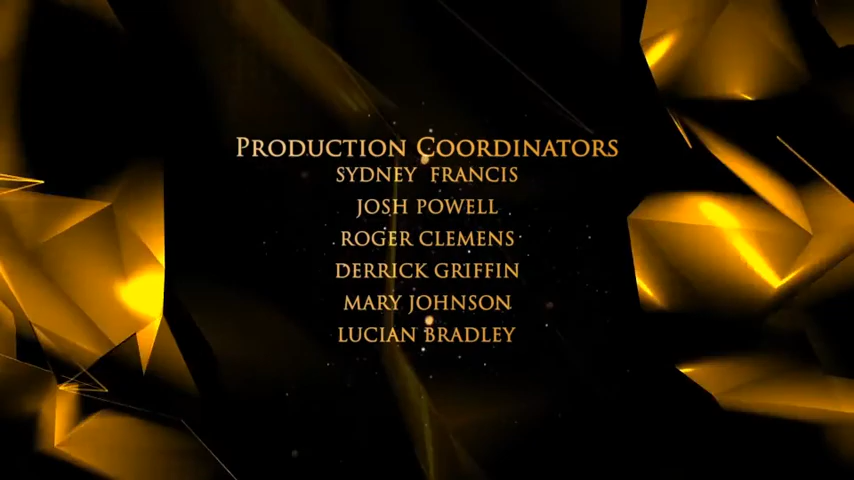 PRODUCTION COORDINATORS
SYDNEY FRANCIS
JOSH POWELL
ROGER CLEMENS
DERRICK GRIFFIN
MARY JOHNSON
LUCIAN BRADLEY